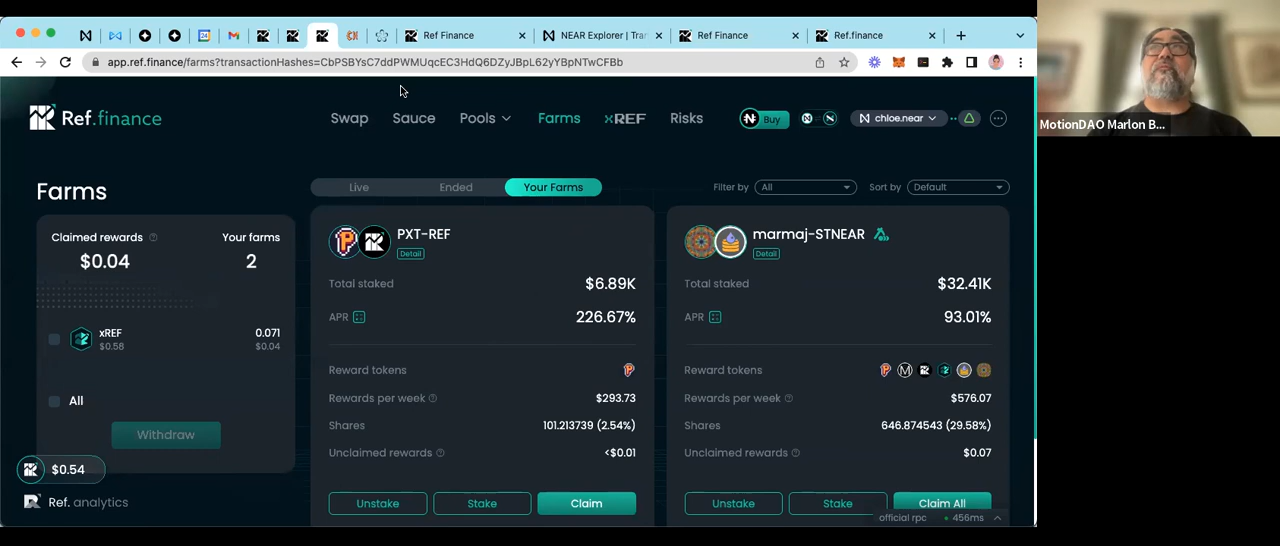 Ref Finance
NEAR Explorer | Tra
Ref Finance
Ref.finance
app.ref.finance/farms?transactionHashes=CbPSBYsC7ddPWMUqcEC3HdQ6DZyJBpL62yYBpNTwCFBb
Ref.finance
Swap
Sauce
Pools
Farms
xREF
Risks
Buy
chloe.near
MotionDAO Marlon B...
Farms
Live
Ended
Your Farms
Filter by
All
Sort by
Default
Claimed rewards
Your farms
$0.04
2
xREF
$0.58
0.071
$0.04
All
Withdraw
$0.54
Ref. analytics
PXT-REF
Detail
Total staked
$6.89K
APR
226.67%
Reward tokens
Rewards per week
$293.73
Shares
101.213739 (2.54%)
Unclaimed rewards
<$0.01
Unstake
Stake
Claim
marmaj-STNEAR
Detail
Total staked
$32.41K
APR
93.01%
Reward tokens
Rewards per week
$576.07
Shares
646.874543 (29.58%)
Unclaimed rewards
$0.07
Unstake
Stake
Claim All
official rpc
456ms